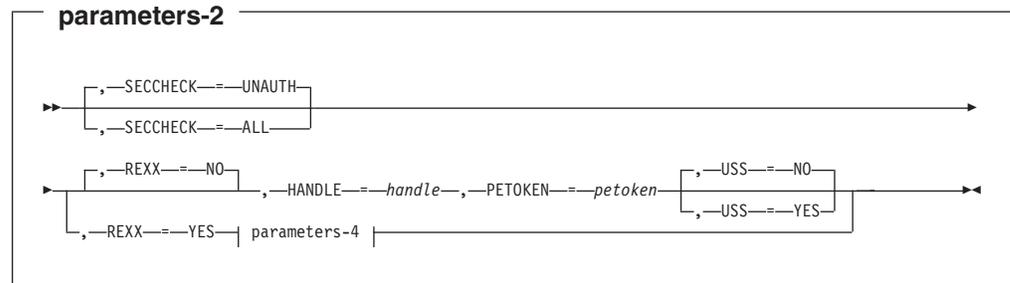 parameters-2
,—SECCHECK—=—UNAUTH
,—SECCHECK—=—ALL
,—REXX—=—NO
,—HANDLE—=—handle—,—PETOKEN—=—petoken
,—USS—=—NO
,—USS—=—YES
,—REXX—=—YES
parameters-4